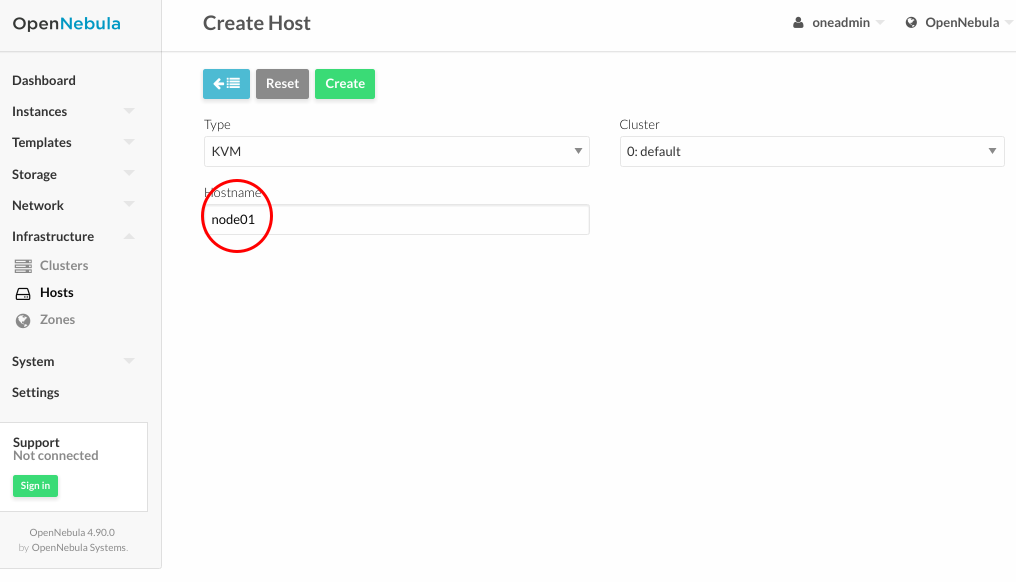 OpenNebula
Create Host
oneadmin
OpenNebula
Dashboard
Instances
Templates
Storage
Network
Infrastructure
Clusters
Hosts
Zones
System
Settings
Support
Not connected
Sign in
OpenNebula 4.90.0
by OpenNebula Systems.
Reset
Create
Type
Cluster
KVM
0: default
Hostname
node01